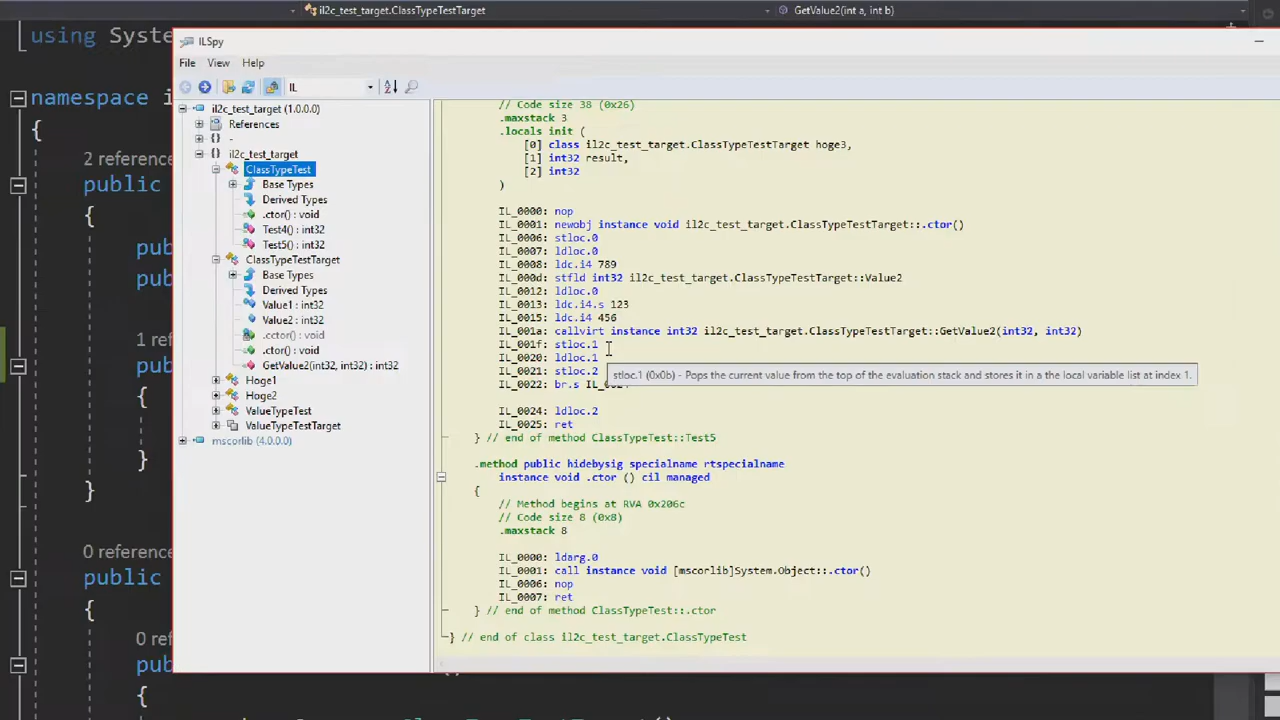 il2c_test_target.ClassTypeTestTarget
GetValue2(int a, int b)
using Syste
namespace i
{
2 reference
public
{
pub
pub
1 refe
pub
{
}
}
0 reference
public
{
0 ref
pub
{
ILSpy
File View Help
IL
il2c_test_target (1.0.0.0)
References
-
il2c_test_target
ClassTypeTest
Base Types
Derived Types
.ctor() : void
Test4() : int32
Test5() : int32
ClassTypeTestTarget
Base Types
Derived Types
Value1 : int32
Value2 : int32
.cctor() : void
.ctor() : void
GetValue2(int32, int32) : int32
Hoge1
Hoge2
ValueTypeTest
ValueTypeTestTarget
mscorlib (4.0.0.0)
// Code size 38 (0x26)
.maxstack 3
.locals init (
[0] class il2c_test_target.ClassTypeTestTarget hoge3,
[1] int32 result,
[2] int32
)
IL_0000: nop
IL_0001: newobj instance void il2c_test_target.ClassTypeTestTarget::.ctor()
IL_0006: stloc.0
IL_0007: ldloc.0
IL_0008: ldc.i4 789
IL_000d: stfld int32 il2c_test_target.ClassTypeTestTarget::Value2
IL_0012: ldloc.0
IL_0013: ldc.i4.s 123
IL_0015: ldc.i4 456
IL_001a: callvirt instance int32 il2c_test_target.ClassTypeTestTarget::GetValue2(int32, int32)
IL_001f: stloc.1
IL_0020: ldloc.1
IL_0021: stloc.2
stloc.1 (0x0b) - Pops the current value from the top of the evaluation stack and stores it in a the local variable list at index 1.
IL_0022: br.s
IL_0024: ldloc.2
IL_0025: ret
} // end of method ClassTypeTest::Test5
.method public hidebysig specialname rtspecialname
instance void .ctor () cil managed
{
// Method begins at RVA 0x206c
// Code size 8 (0x8)
.maxstack 8
IL_0000: ldarg.0
IL_0001: call instance void [mscorlib]System.Object::.ctor()
IL_0006: nop
IL_0007: ret
} // end of method ClassTypeTest::.ctor
} // end of class il2c_test_target.ClassTypeTest